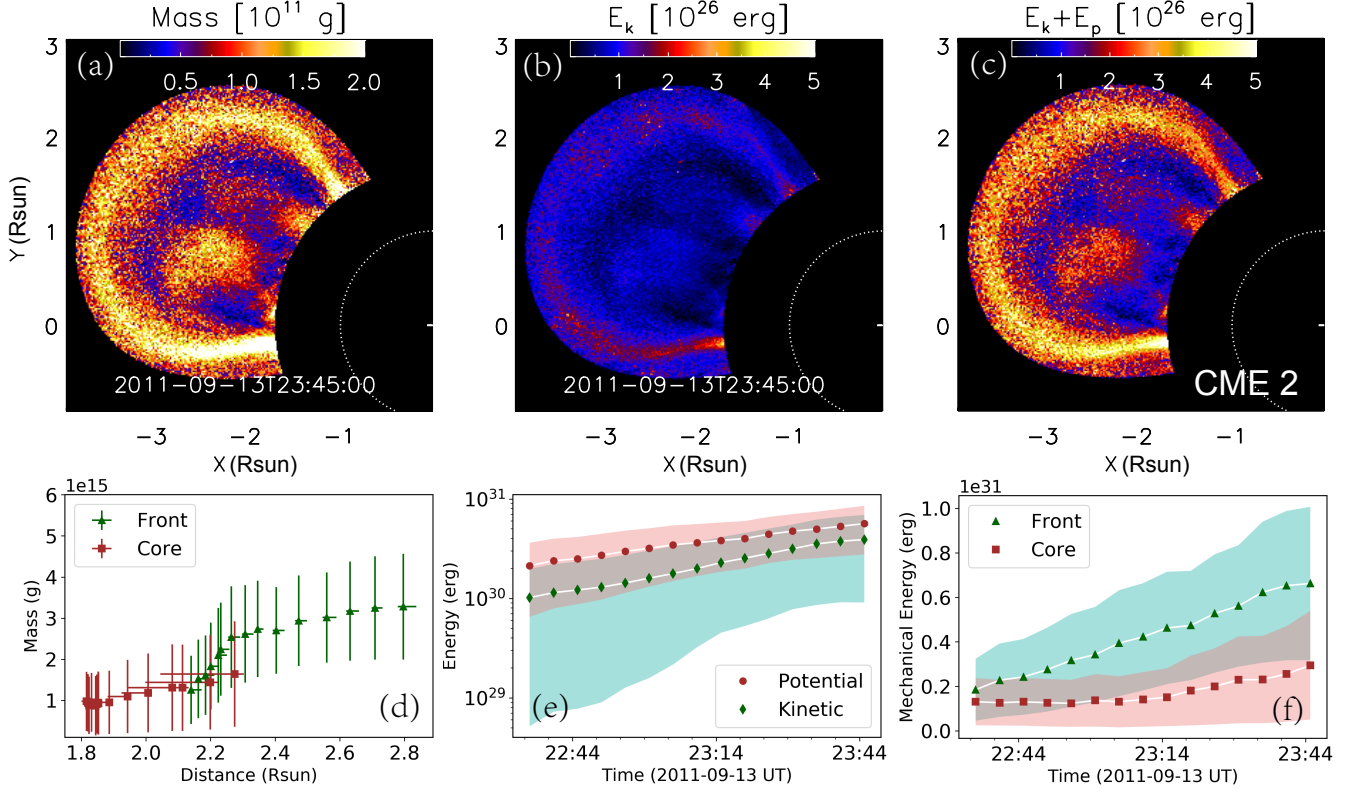 Mass [10¹¹ g]
Eₖ [10²⁶ erg]
Eₖ+Eₚ [10²⁶ erg]
(a)
0.5 1.0 1.5 2.0
(b)
1 2 3 4 5
(c)
1 2 3 4 5
3
2
1
0
Y (Rsun)
2011-09-13T23:45:00
2011-09-13T23:45:00
CME 2
-3 -2 -1
-3 -2 -1
-3 -2 -1
X (Rsun)
X (Rsun)
X (Rsun)
1e15
6
5
4
3
2
1
Mass (g)
Front
Core
(d)
1.8 2.0 2.2 2.4 2.6 2.8
Distance (Rsun)
10³¹
10³⁰
10²⁹
Energy (erg)
Potential
Kinetic
(e)
22:44 23:14 23:44
Time (2011-09-13 UT)
1e31
1.0
0.8
0.6
0.4
0.2
0.0
Mechanical Energy (erg)
Front
Core
(f)
22:44 23:14 23:44
Time (2011-09-13 UT)